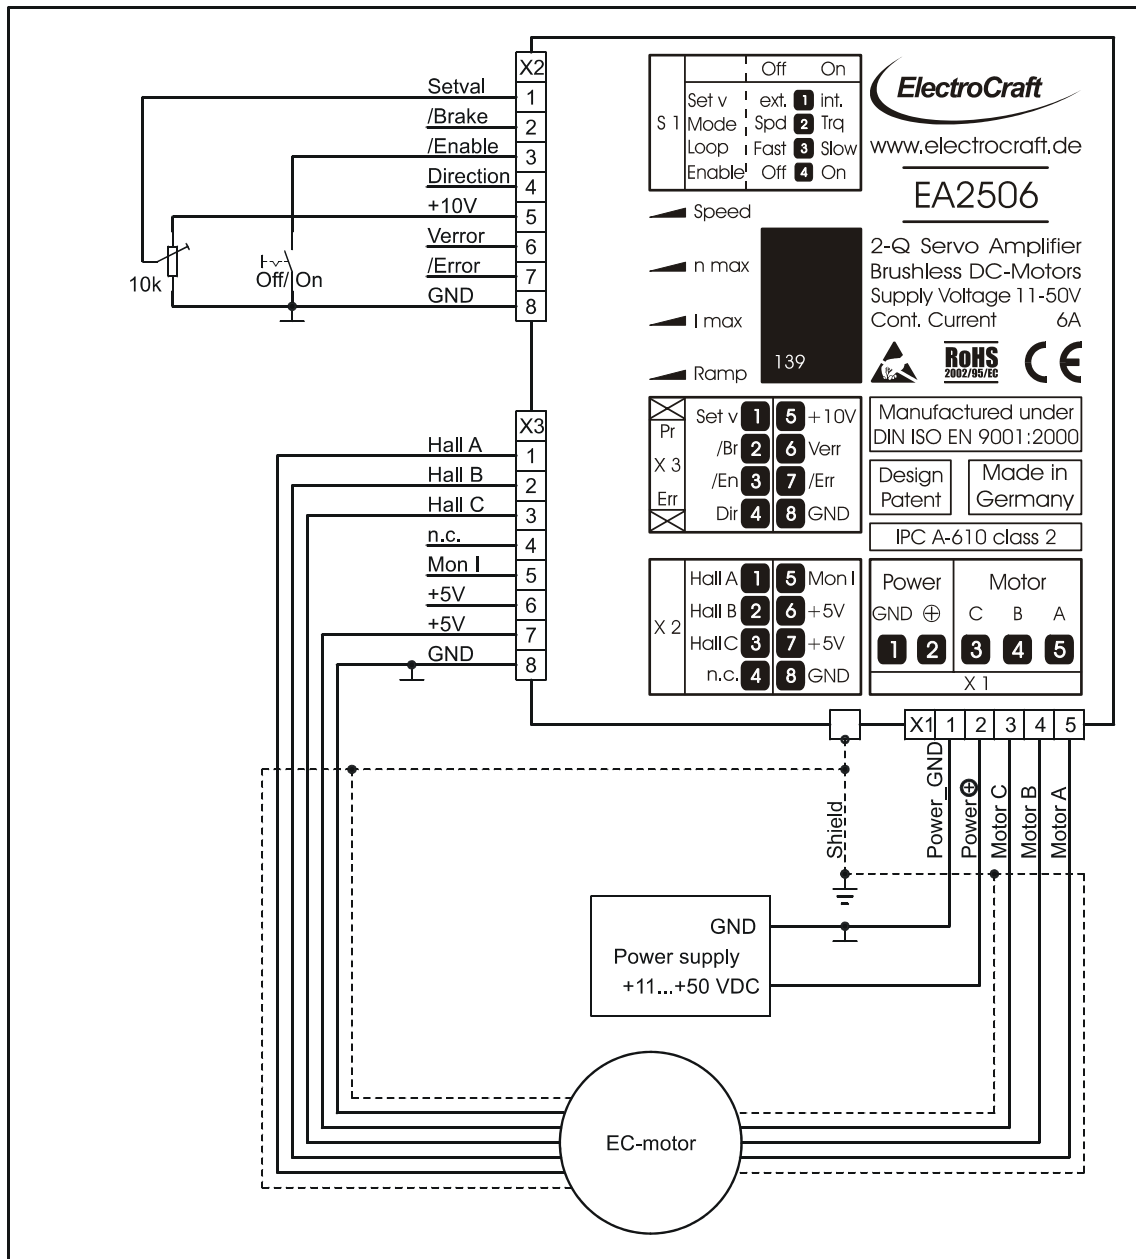 X2
Setval 1
/Brake 2
/Enable 3
Direction 4
+10V 5
Verror 6
/Error 7
GND 8
10k
Off/ On
X3
Hall A 1
Hall B 2
Hall C 3
n.c. 4
Mon I 5
+5V 6
+5V 7
GND 8
S 1
Off On
Set v ext. 1 int.
Mode Spd 2 Trq
Loop Fast 3 Slow
Enable Off 4 On
Speed
n max
I max
Ramp
139
ElectroCraft
www.electrocraft.de
EA2506
2-Q Servo Amplifier
Brushless DC-Motors
Supply Voltage 11-50V
Cont. Current 6A
RoHS
2002/95/EC
CE
Pr
X 3
Err
Set v 1 5 +10V
/Br 2 6 Verr
/En 3 7 /Err
Dir 4 8 GND
Manufactured under
DIN ISO EN 9001:2000
Design
Patent
Made in
Germany
IPC A-610 class 2
X 2
Hall A 1 5 Mon I
Hall B 2 6 +5V
Hall C 3 7 +5V
n.c. 4 8 GND
Power Motor
GND ⊕ C B A
1 2 3 4 5
X 1
X1 1 2 3 4 5
Shield
Power_GND
Power⊕
Motor C
Motor B
Motor A
GND
Power supply
+11...+50 VDC
EC-motor